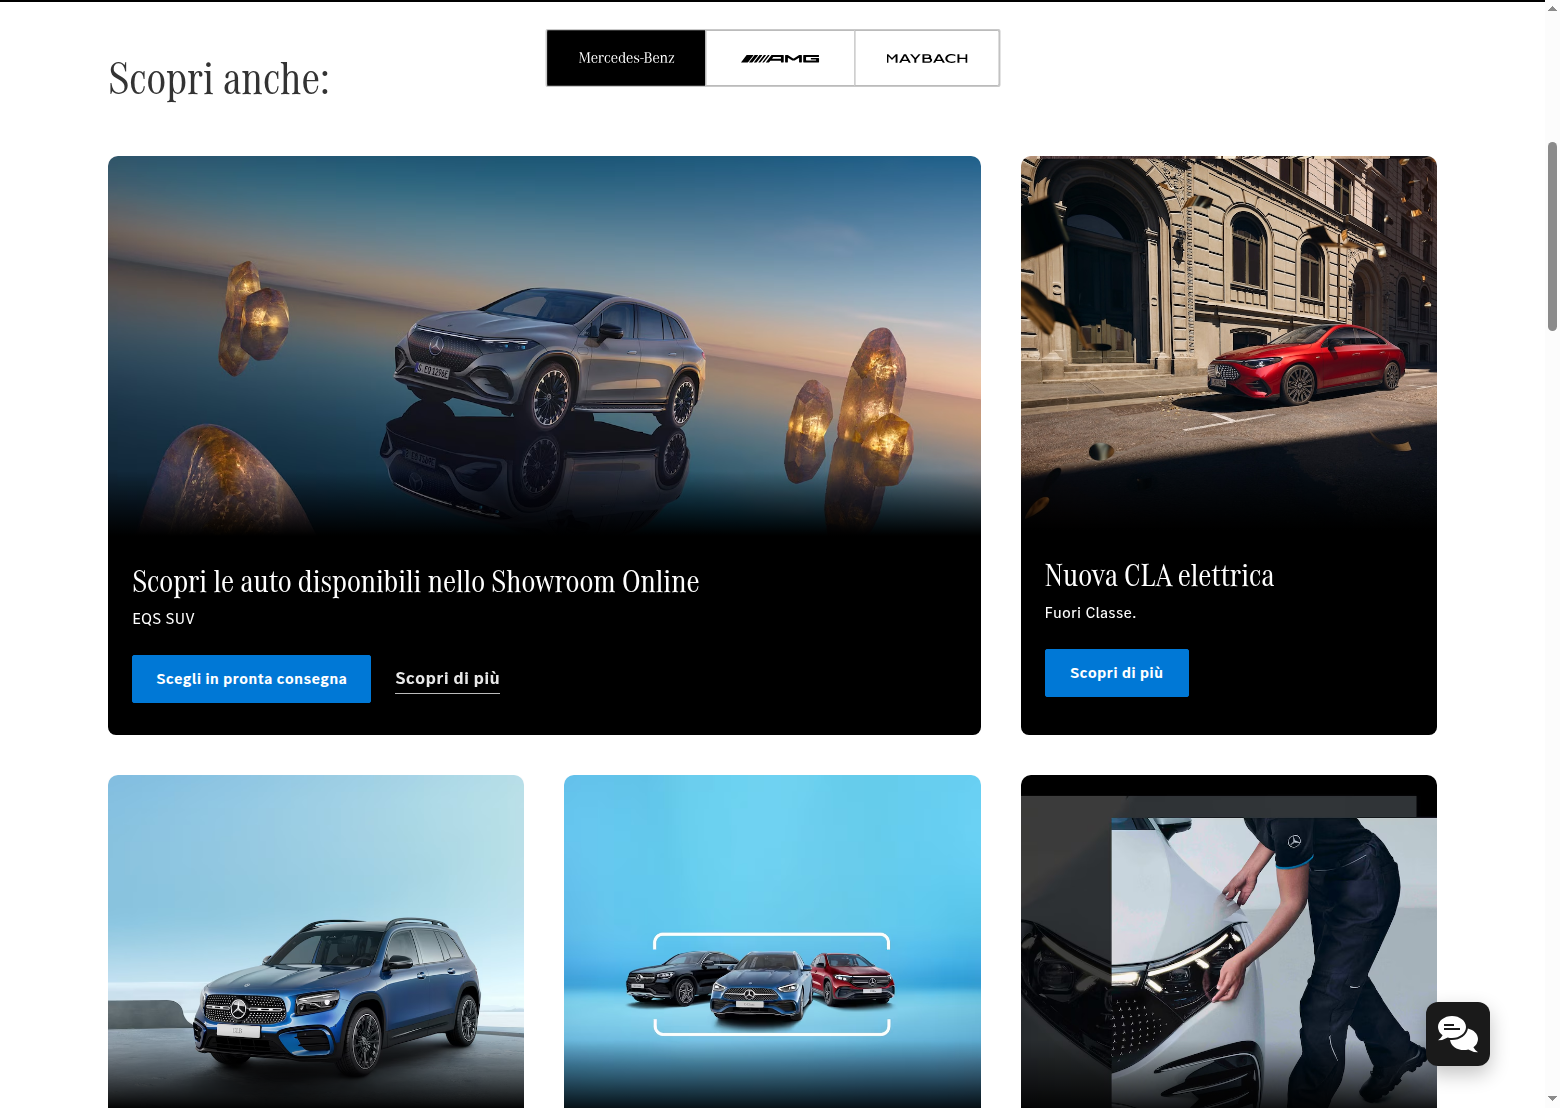 Scopri anche:
Mercedes-Benz
AMG
MAYBACH
Scopri le auto disponibili nello Showroom Online
EQS SUV
Scegli in pronta consegna
Scopri di più
Nuova CLA elettrica
Fuori Classe.
Scopri di più